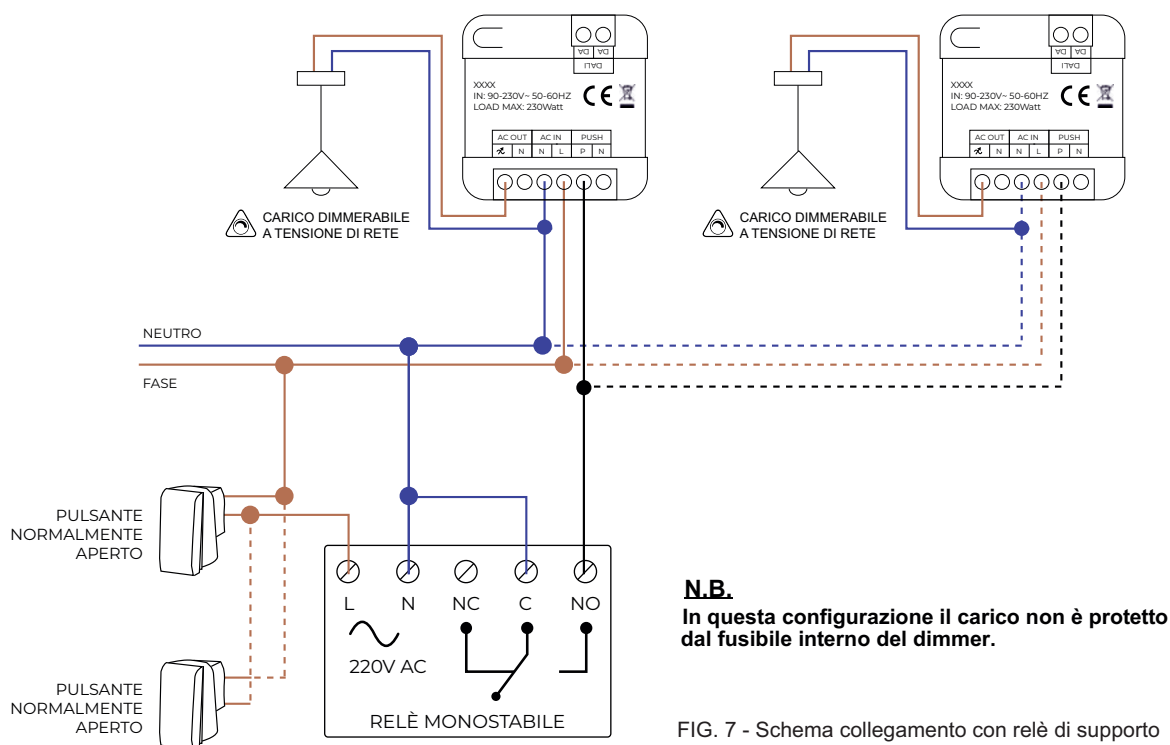 DA DA
DALI
XXXX
IN: 90-230V~ 50-60HZ
LOAD MAX: 230Watt
CE
AC OUT AC IN PUSH
N N L P N
CARICO DIMMERABILE
A TENSIONE DI RETE
DA DA
DALI
XXXX
IN: 90-230V~ 50-60HZ
LOAD MAX: 230Watt
CE
AC OUT AC IN PUSH
N N L P N
CARICO DIMMERABILE
A TENSIONE DI RETE
NEUTRO
FASE
PULSANTE
NORMALMENTE
APERTO
PULSANTE
NORMALMENTE
APERTO
L N NC C NO
220V AC
RELÈ MONOSTABILE
N.B.
In questa configurazione il carico non è protetto
dal fusibile interno del dimmer.
FIG. 7 - Schema collegamento con relè di supporto